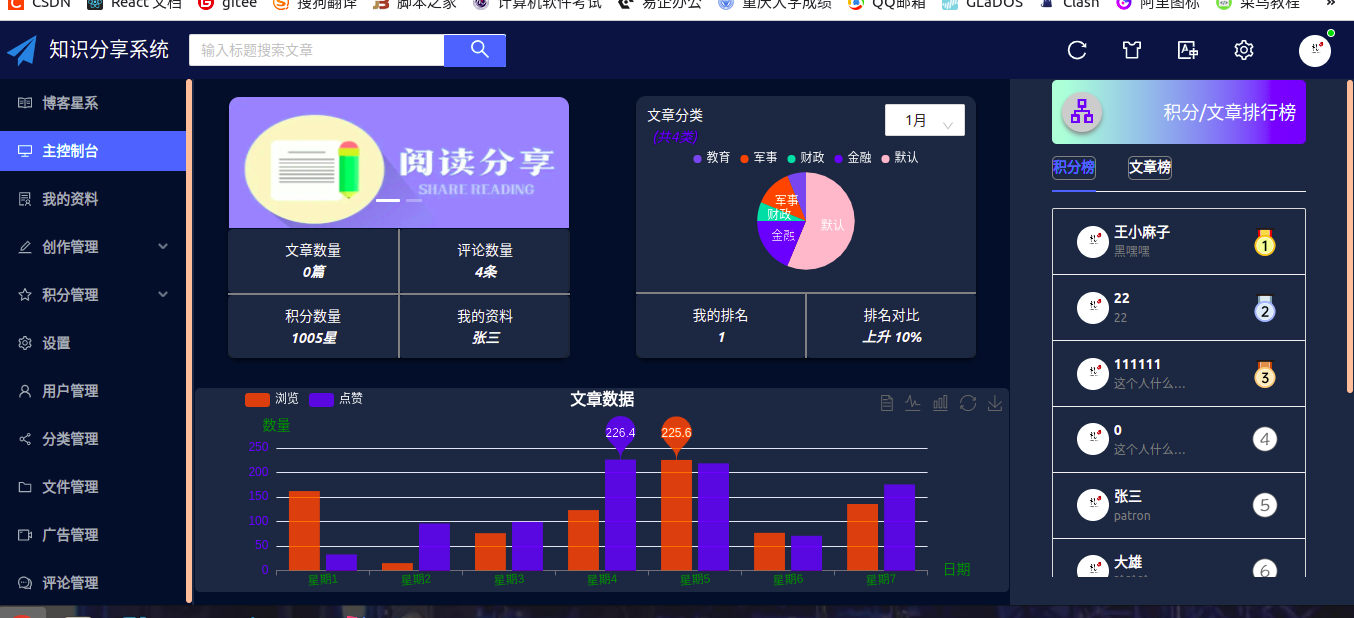 CSDN React 文档 gitee 搜狗翻译 脚本之家 计算机软件考试 易企办公 重庆大学成绩 QQ邮箱 GLaDOS Clash 阿里图标 菜鸟教程 »
知识分享系统
输入标题搜索文章
博客星系
主控制台
我的资料
创作管理
积分管理
设置
用户管理
分类管理
文件管理
广告管理
评论管理
阅读分享
SHARE READING
文章数量
0篇
评论数量
4条
积分数量
1005星
我的资料
张三
文章分类
(共4类)
1月
教育 军事 财政 金融 默认
军事
财政
金融
默认
我的排名
1
排名对比
上升 10%
浏览 点赞
文章数据
数量
250
200
150
100
50
0
226.4
225.6
星期1 星期2 星期3 星期4 星期5 星期6 星期7
日期
积分/文章排行榜
积分榜 文章榜
王小麻子
黑嘿嘿
1
22
22
2
111111
这个人什么...
3
0
这个人什么...
4
张三
patron
5
大雄
6